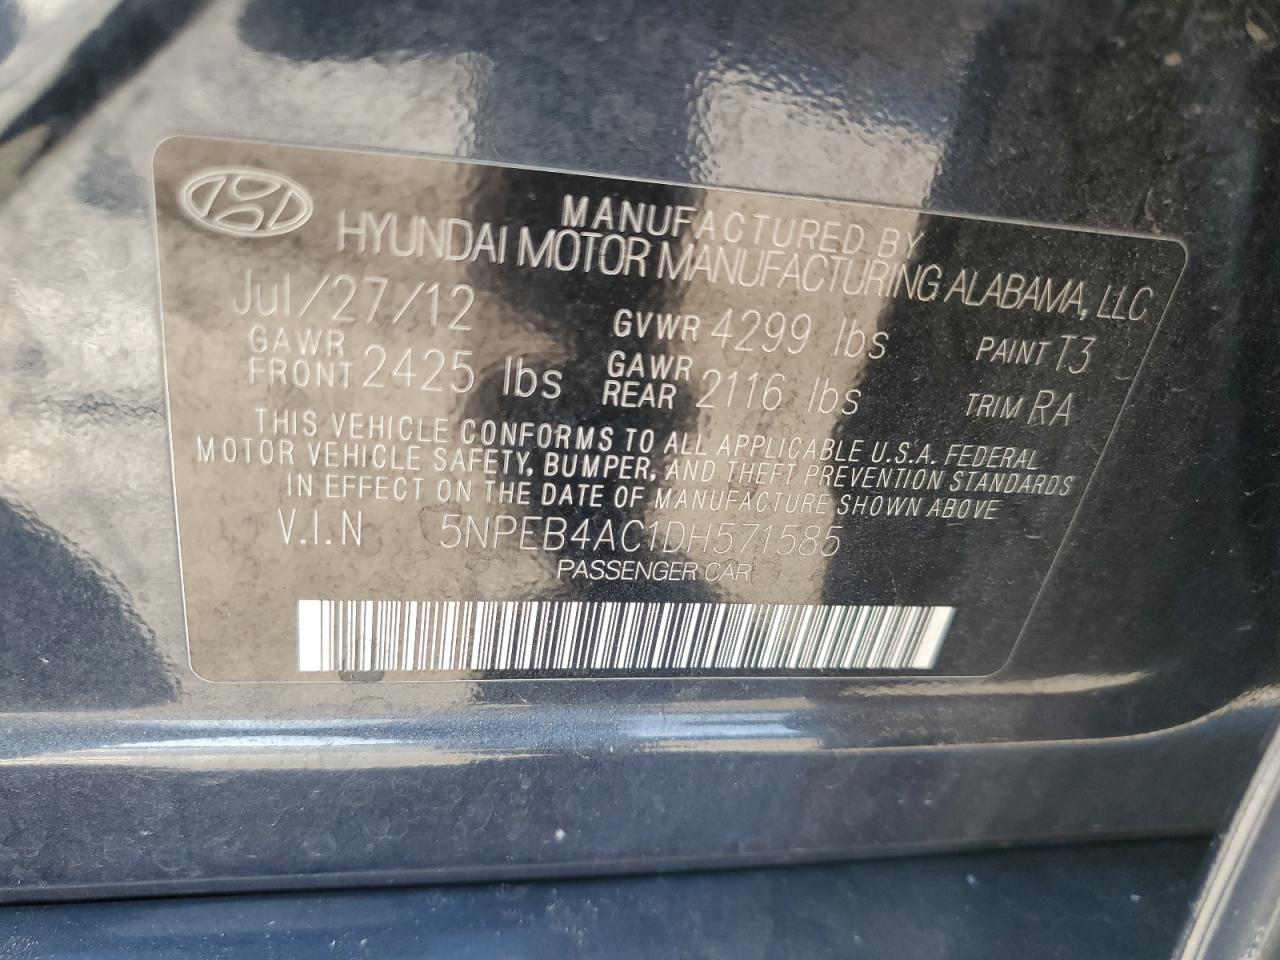 MANUFACTURED BY
HYUNDAI MOTOR MANUFACTURING ALABAMA, LLC
Jul/27/12 GVWR 4299 lbs PAINT T3
GAWR FRONT 2425 lbs GAWR REAR 2116 lbs TRIM RA
THIS VEHICLE CONFORMS TO ALL APPLICABLE U.S.A. FEDERAL
MOTOR VEHICLE SAFETY, BUMPER, AND THEFT PREVENTION STANDARDS
IN EFFECT ON THE DATE OF MANUFACTURE SHOWN ABOVE
V.I.N 5NPEB4AC1DH571585
PASSENGER CAR